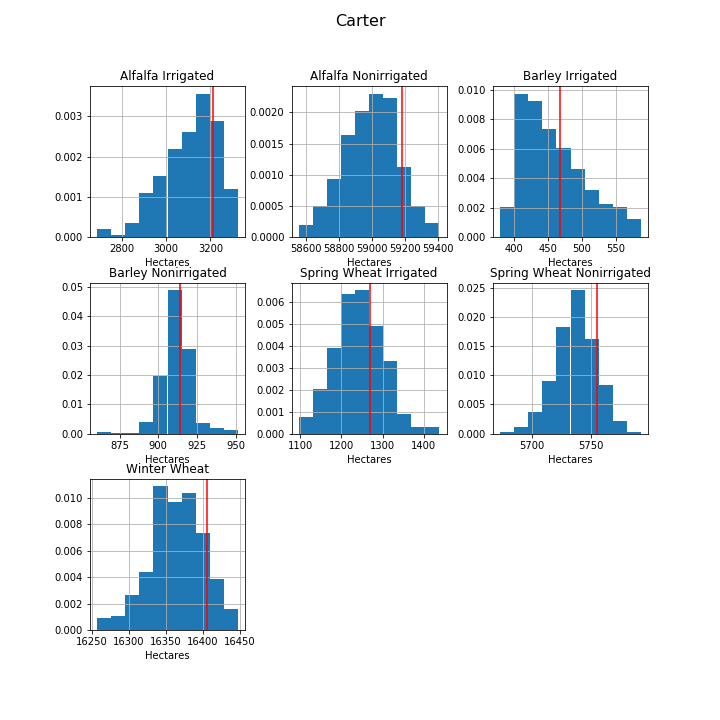 Carter
Alfalfa Irrigated
0.003
0.002
0.001
0.000
2800 3000 3200
Hectares
Alfalfa Nonirrigated
0.0020
0.0015
0.0010
0.0005
0.0000
58600 58800 59000 59200 59400
Hectares
Barley Irrigated
0.010
0.008
0.006
0.004
0.002
0.000
400 450 500 550
Hectares
Barley Nonirrigated
0.05
0.04
0.03
0.02
0.01
0.00
875 900 925 950
Hectares
Spring Wheat Irrigated
0.006
0.005
0.004
0.003
0.002
0.001
0.000
1100 1200 1300 1400
Hectares
Spring Wheat Nonirrigated
0.025
0.020
0.015
0.010
0.005
0.000
5700 5750
Hectares
Winter Wheat
0.010
0.008
0.006
0.004
0.002
0.000
16250 16300 16350 16400 16450
Hectares